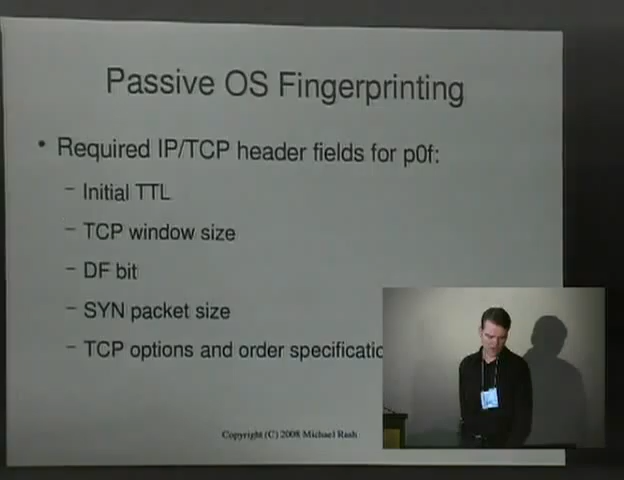 Passive OS Fingerprinting
• Required IP/TCP header fields for p0f:
– Initial TTL
– TCP window size
– DF bit
– SYN packet size
– TCP options and order specificatio
Copyright (C) 2008 Michael Rash